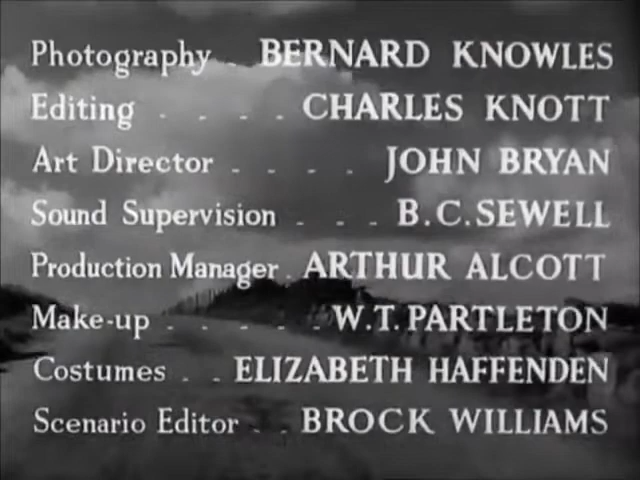 Photography . BERNARD KNOWLES
Editing . . . . CHARLES KNOTT
Art Director . . . . JOHN BRYAN
Sound Supervision . . . B.C.SEWELL
Production Manager . ARTHUR ALCOTT
Make-up . . . . . . W.T.PARTLETON
Costumes . . ELIZABETH HAFFENDEN
Scenario Editor . . BROCK WILLIAMS